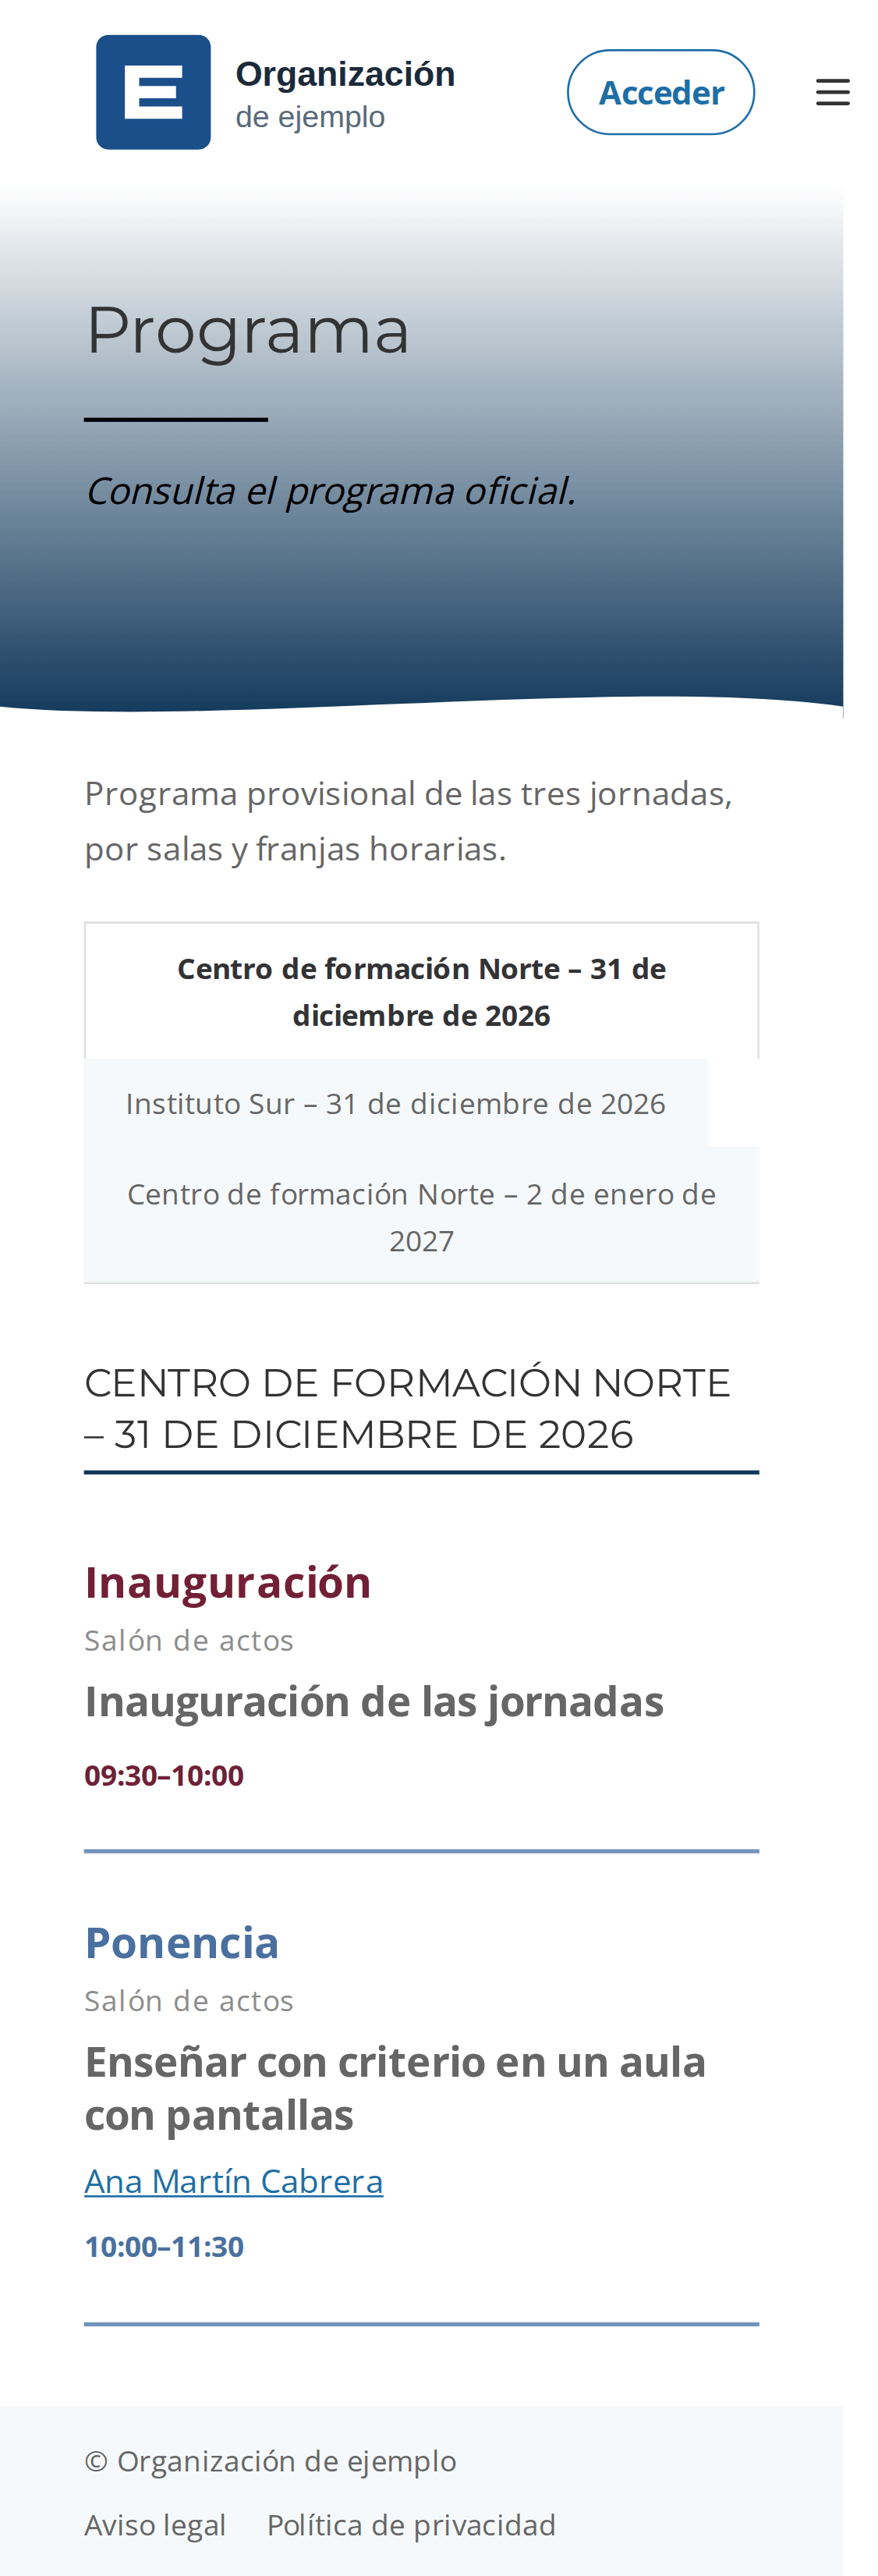 E
Organización
de ejemplo
Acceder
Programa
Consulta el programa oficial.
Programa provisional de las tres jornadas,
por salas y franjas horarias.
Centro de formación Norte – 31 de
diciembre de 2026
Instituto Sur – 31 de diciembre de 2026
Centro de formación Norte – 2 de enero de
2027
CENTRO DE FORMACIÓN NORTE
– 31 DE DICIEMBRE DE 2026
Inauguración
Salón de actos
Inauguración de las jornadas
09:30–10:00
Ponencia
Salón de actos
Enseñar con criterio en un aula
con pantallas
Ana Martín Cabrera
10:00–11:30
© Organización de ejemplo
Aviso legal Política de privacidad